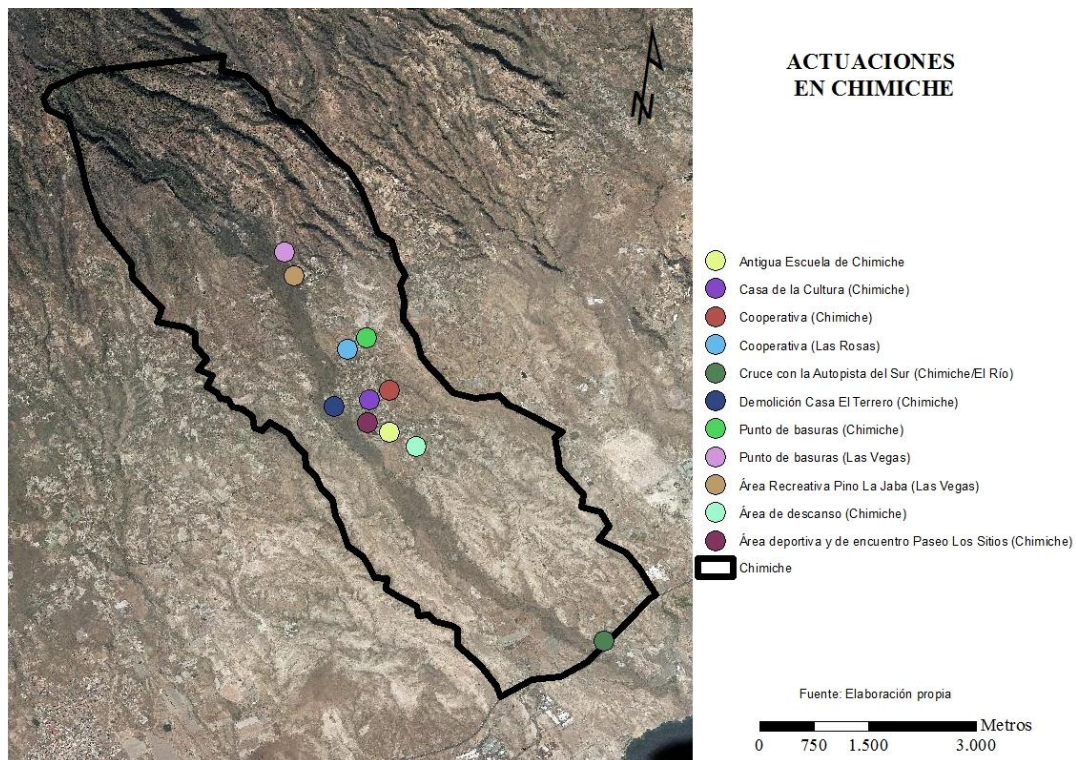 N
ACTUACIONES
EN CHIMICHE
Antigua Escuela de Chimiche
Casa de la Cultura (Chimiche)
Cooperativa (Chimiche)
Cooperativa (Las Rosas)
Cruce con la Autopista del Sur (Chimiche/El Río)
Demolición Casa El Terrero (Chimiche)
Punto de basuras (Chimiche)
Punto de basuras (Las Vegas)
Área Recreativa Pino La Jaba (Las Vegas)
Área de descanso (Chimiche)
Área deportiva y de encuentro Paseo Los Sitios (Chimiche)
Chimiche
Fuente: Elaboración propia
Metros
0 750 1.500 3.000